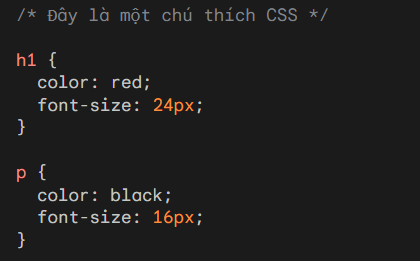 /* Đây là một chú thích CSS */

h1 {
  color: red;
  font-size: 24px;
}

p {
  color: black;
  font-size: 16px;
}